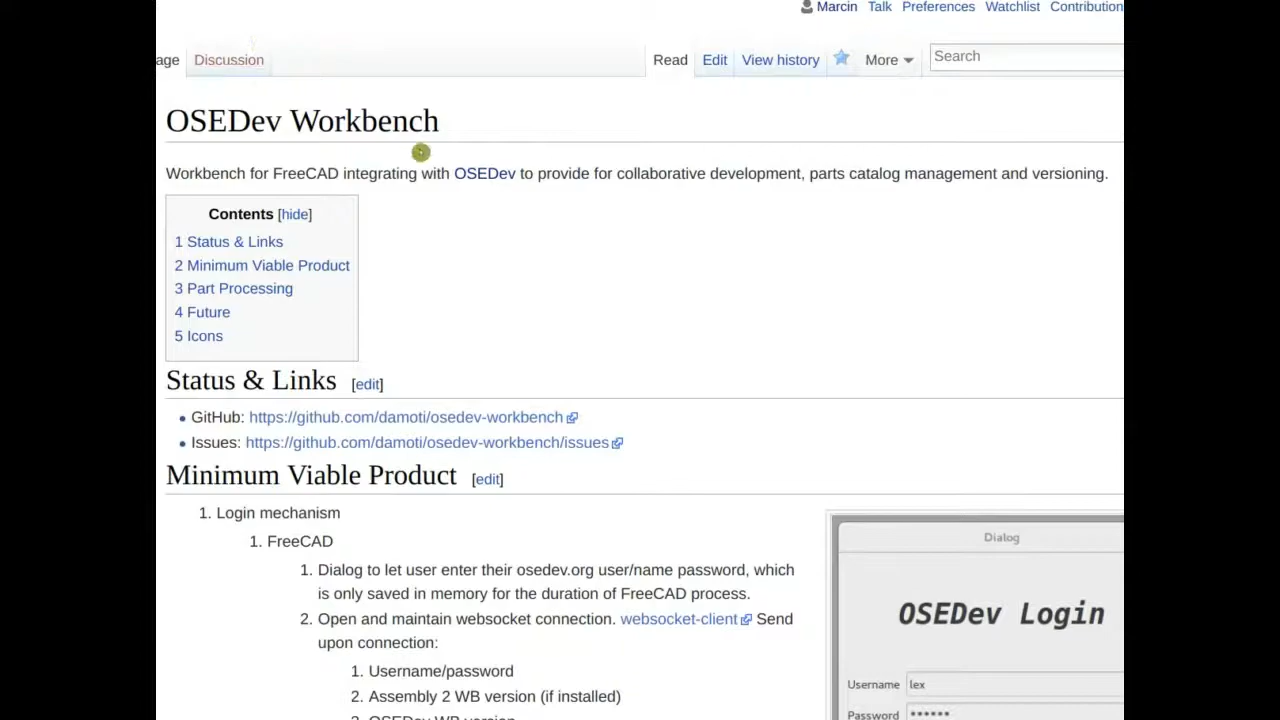 Marcin Talk Preferences Watchlist Contribution
age Discussion Read Edit View history More Search
OSEDev Workbench
Workbench for FreeCAD integrating with OSEDev to provide for collaborative development, parts catalog management and versioning.
Contents [hide]
1 Status & Links
2 Minimum Viable Product
3 Part Processing
4 Future
5 Icons
Status & Links [edit]
• GitHub: https://github.com/damoti/osedev-workbench
• Issues: https://github.com/damoti/osedev-workbench/issues
Minimum Viable Product [edit]
1. Login mechanism
1. FreeCAD
1. Dialog to let user enter their osedev.org user/name password, which
is only saved in memory for the duration of FreeCAD process.
2. Open and maintain websocket connection. websocket-client Send
upon connection:
1. Username/password
2. Assembly 2 WB version (if installed)
3. OSEDev WB version
Dialog
OSEDev Login
Username lex
Password ••••••